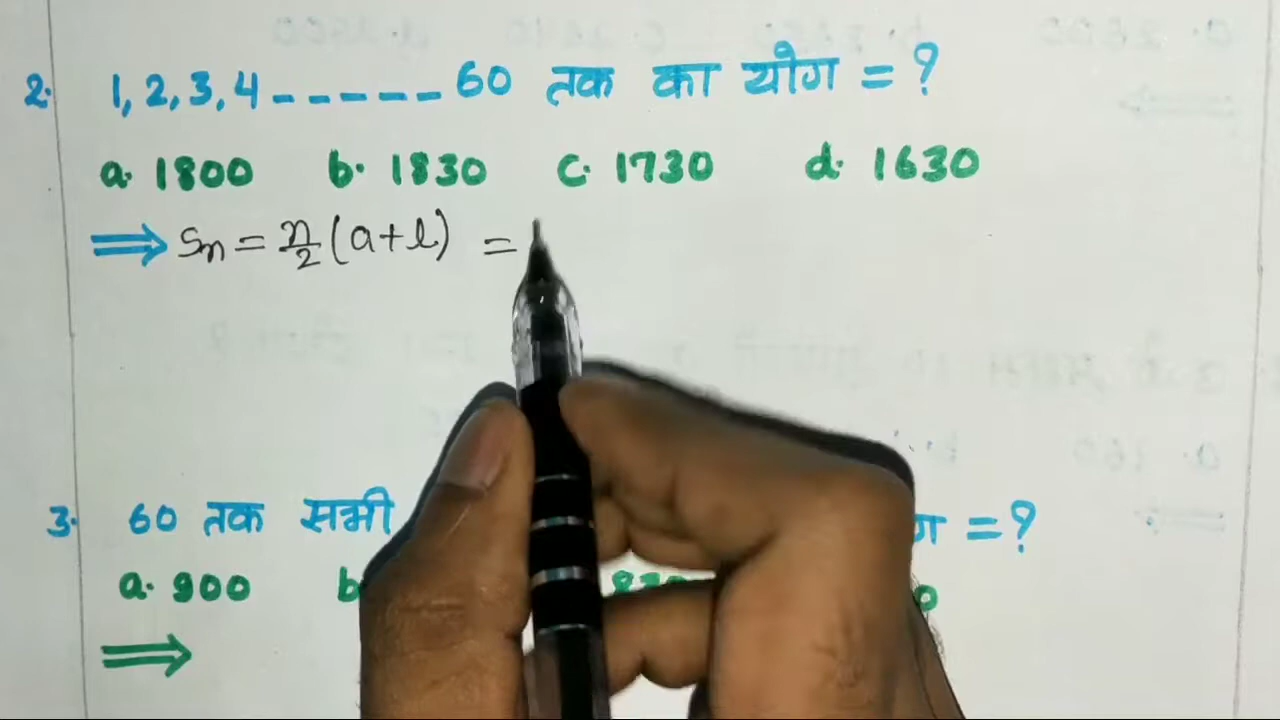 2. 1, 2, 3, 4 ------ 60 तक का योग = ?
a. 1800 b. 1830 c. 1730 d. 1630
⇒ Sn = n/2 (a+l) =
3. 60 तक सभी = ?
a. 900 b
⇒